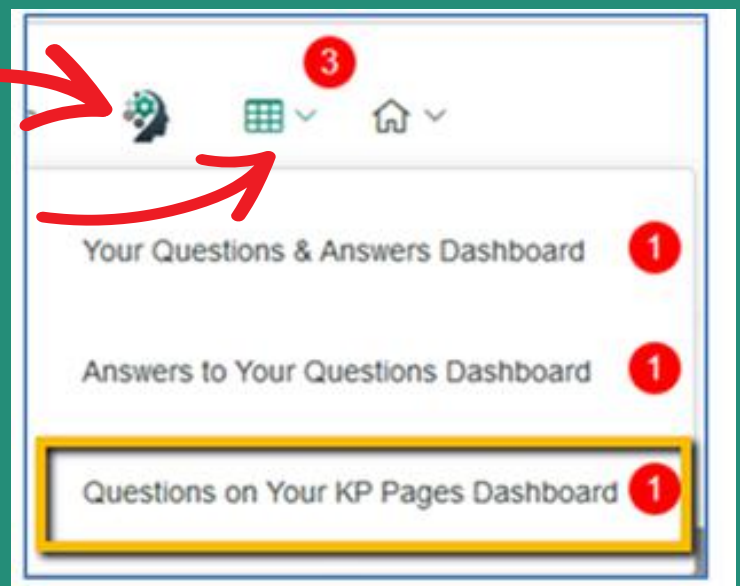 3
Your Questions & Answers Dashboard 1
Answers to Your Questions Dashboard 1
Questions on Your KP Pages Dashboard 1